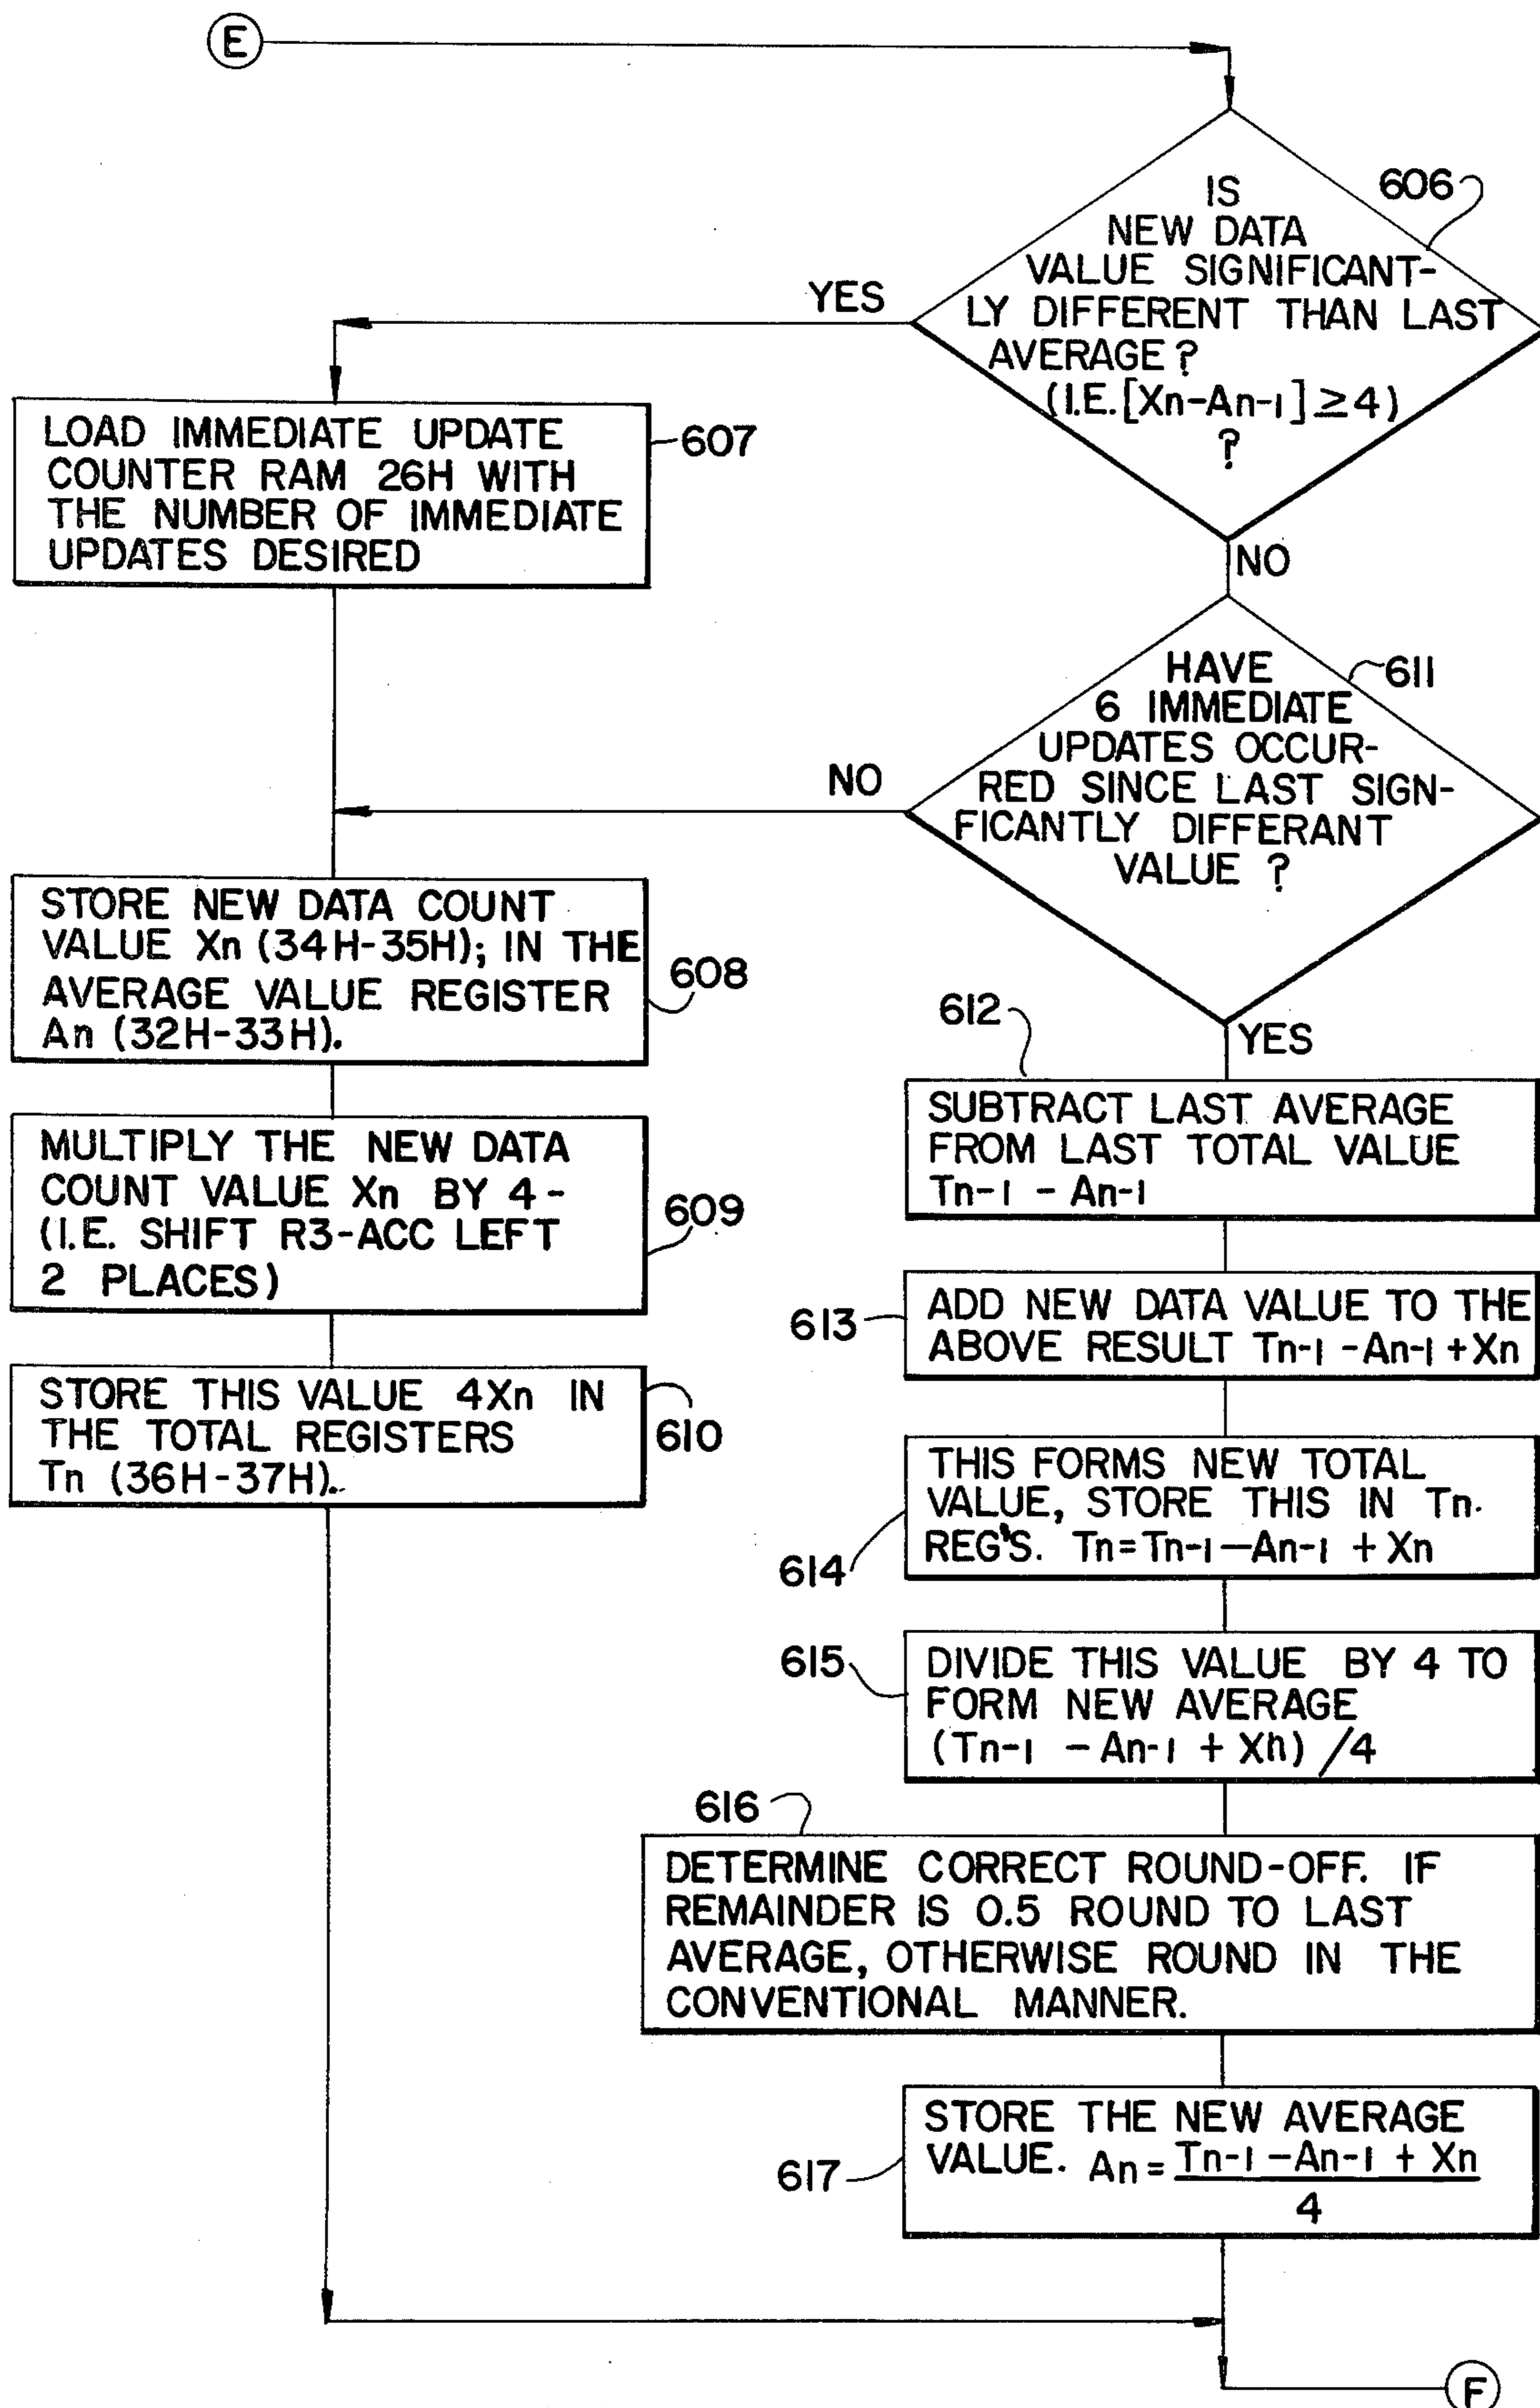 E
IS
NEW DATA
VALUE SIGNIFICANT-
LY DIFFERENT THAN LAST
AVERAGE?
(I.E. [Xn-An-1] ≥4)
?
606
YES
NO
LOAD IMMEDIATE UPDATE
COUNTER RAM 26H WITH
THE NUMBER OF IMMEDIATE
UPDATES DESIRED
607
HAVE
6 IMMEDIATE
UPDATES OCCUR-
RED SINCE LAST SIGN-
FICANTLY DIFFERANT
VALUE ?
611
NO
YES
STORE NEW DATA COUNT
VALUE Xn (34H-35H); IN THE
AVERAGE VALUE REGISTER
An (32H-33H).
608
MULTIPLY THE NEW DATA
COUNT VALUE Xn BY 4-
(I.E. SHIFT R3-ACC LEFT
2 PLACES)
609
STORE THIS VALUE 4Xn IN
THE TOTAL REGISTERS
Tn (36H-37H).
610
612
SUBTRACT LAST AVERAGE
FROM LAST TOTAL VALUE
Tn-1 - An-1
613
ADD NEW DATA VALUE TO THE
ABOVE RESULT Tn-1 -An-1 +Xn
614
THIS FORMS NEW TOTAL
VALUE, STORE THIS IN Tn.
REG'S. Tn=Tn-1 —An-1 + Xn
615
DIVIDE THIS VALUE BY 4 TO
FORM NEW AVERAGE
(Tn-1 - An-1 + Xn) /4
616
DETERMINE CORRECT ROUND-OFF. IF
REMAINDER IS 0.5 ROUND TO LAST
AVERAGE, OTHERWISE ROUND IN THE
CONVENTIONAL MANNER.
617
STORE THE NEW AVERAGE
VALUE. An = Tn-1 -An-1 + Xn
4
F